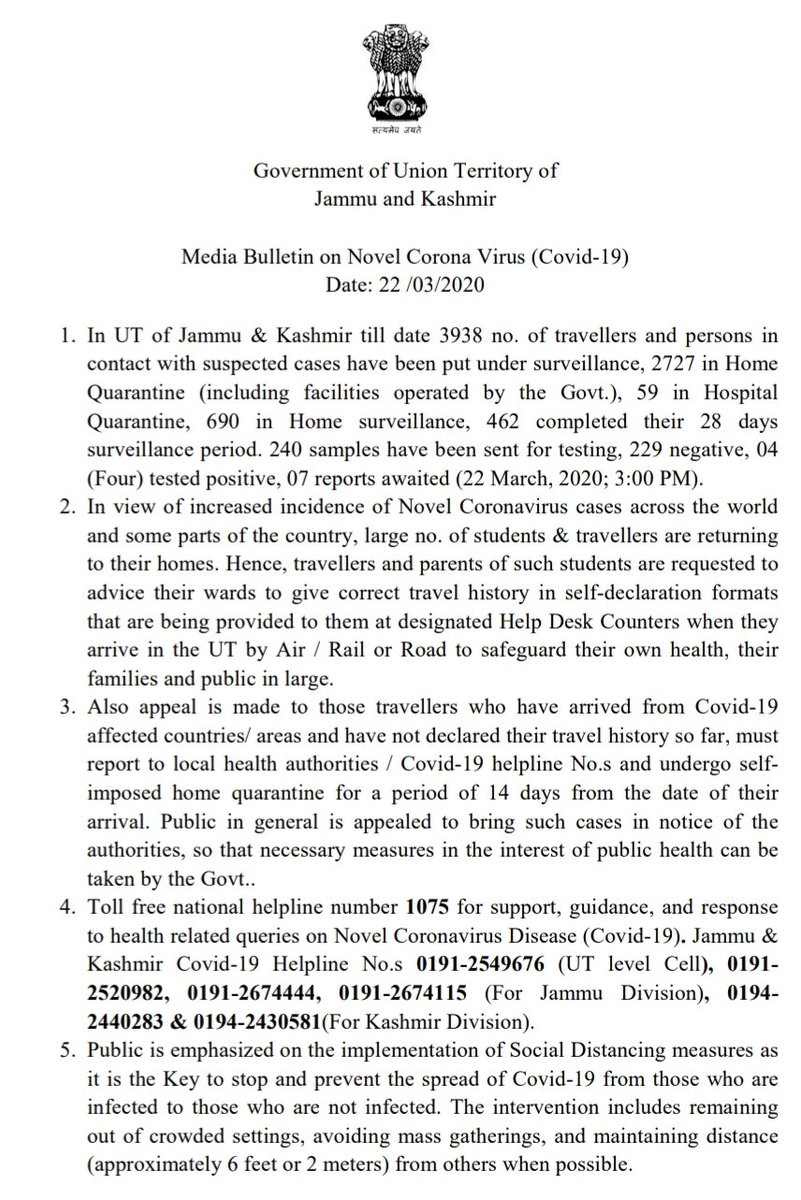 सत्यमेव जयते
Government of Union Territory of
Jammu and Kashmir
Media Bulletin on Novel Corona Virus (Covid-19)
Date: 22 /03/2020
1. In UT of Jammu & Kashmir till date 3938 no. of travellers and persons in
contact with suspected cases have been put under surveillance, 2727 in Home
Quarantine (including facilities operated by the Govt.), 59 in Hospital
Quarantine, 690 in Home surveillance, 462 completed their 28 days
surveillance period. 240 samples have been sent for testing, 229 negative, 04
(Four) tested positive, 07 reports awaited (22 March, 2020; 3:00 PM).
2. In view of increased incidence of Novel Coronavirus cases across the world
and some parts of the country, large no. of students & travellers are returning
to their homes. Hence, travellers and parents of such students are requested to
advice their wards to give correct travel history in self-declaration formats
that are being provided to them at designated Help Desk Counters when they
arrive in the UT by Air / Rail or Road to safeguard their own health, their
families and public in large.
3. Also appeal is made to those travellers who have arrived from Covid-19
affected countries/ areas and have not declared their travel history so far, must
report to local health authorities / Covid-19 helpline No.s and undergo self-
imposed home quarantine for a period of 14 days from the date of their
arrival. Public in general is appealed to bring such cases in notice of the
authorities, so that necessary measures in the interest of public health can be
taken by the Govt..
4. Toll free national helpline number 1075 for support, guidance, and response
to health related queries on Novel Coronavirus Disease (Covid-19). Jammu &
Kashmir Covid-19 Helpline No.s 0191-2549676 (UT level Cell), 0191-
2520982, 0191-2674444, 0191-2674115 (For Jammu Division), 0194-
2440283 & 0194-2430581(For Kashmir Division).
5. Public is emphasized on the implementation of Social Distancing measures as
it is the Key to stop and prevent the spread of Covid-19 from those who are
infected to those who are not infected. The intervention includes remaining
out of crowded settings, avoiding mass gatherings, and maintaining distance
(approximately 6 feet or 2 meters) from others when possible.